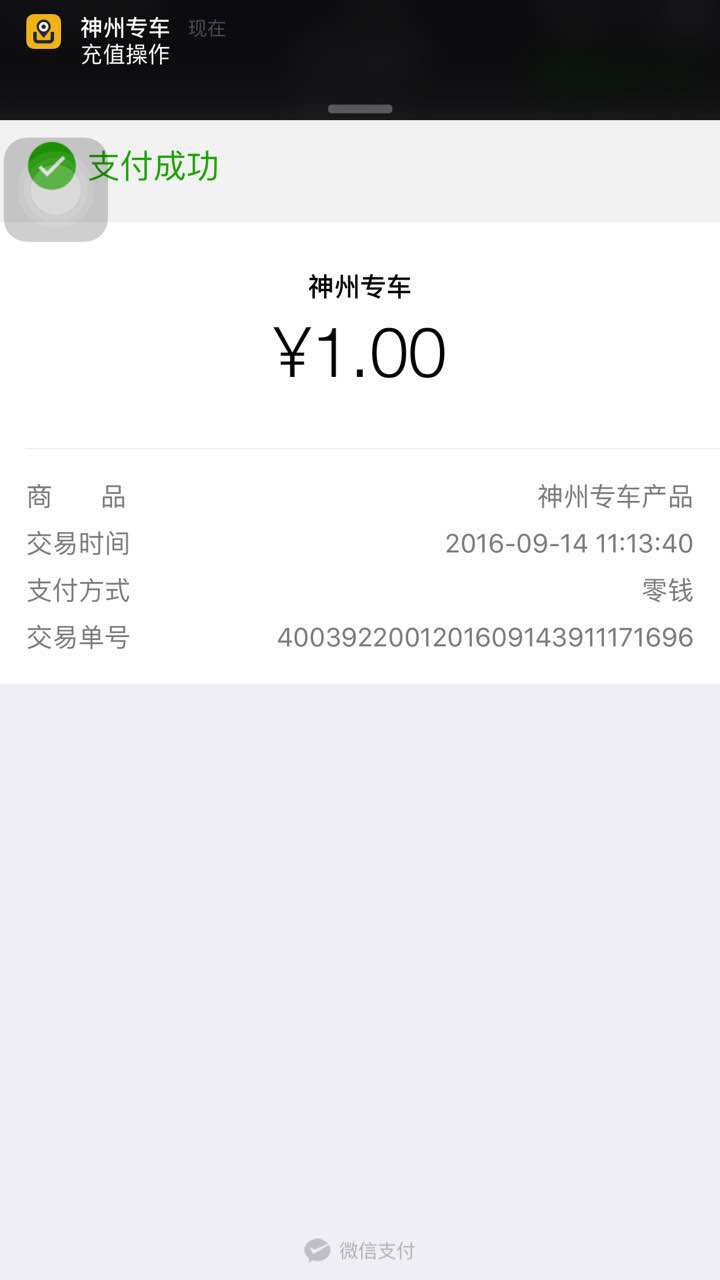 神州专车 现在
充值操作
支付成功
神州专车
¥1.00
商 品 神州专车产品
交易时间 2016-09-14 11:13:40
支付方式 零钱
交易单号 4003922001201609143911171696
微信支付